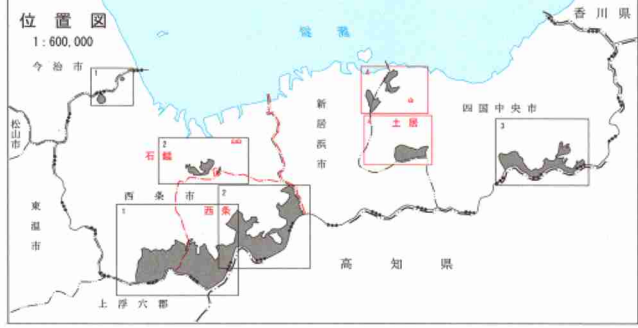 位置図
1:600,000
香川県
燧灘
今治市
1
松山市
新居浜市
四国中央市
土居
3
2
石鎚
東温市
西条市
2
1
西条
高知県
上浮穴郡